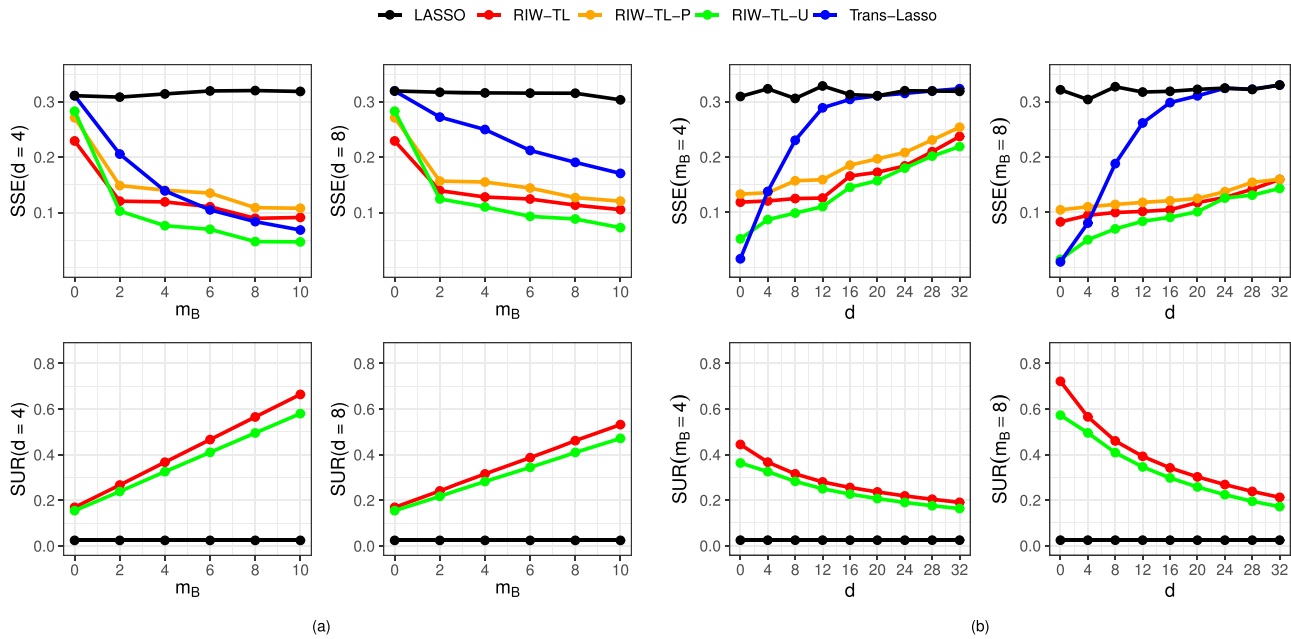 LASSO RIW−TL RIW−TL−P RIW−TL−U Trans−Lasso
SSE(d = 4)
0.3
0.2
0.1
0 2 4 6 8 10
m_B
SSE(d = 8)
0.3
0.2
0.1
0 2 4 6 8 10
m_B
SSE(m_B = 4)
0.3
0.2
0.1
0 4 8 12 16 20 24 28 32
d
SSE(m_B = 8)
0.3
0.2
0.1
0 4 8 12 16 20 24 28 32
d
SUR(d = 4)
0.8
0.6
0.4
0.2
0.0
0 2 4 6 8 10
m_B
SUR(d = 8)
0.8
0.6
0.4
0.2
0.0
0 2 4 6 8 10
m_B
SUR(m_B = 4)
0.8
0.6
0.4
0.2
0.0
0 4 8 12 16 20 24 28 32
d
SUR(m_B = 8)
0.8
0.6
0.4
0.2
0.0
0 4 8 12 16 20 24 28 32
d
(a)
(b)